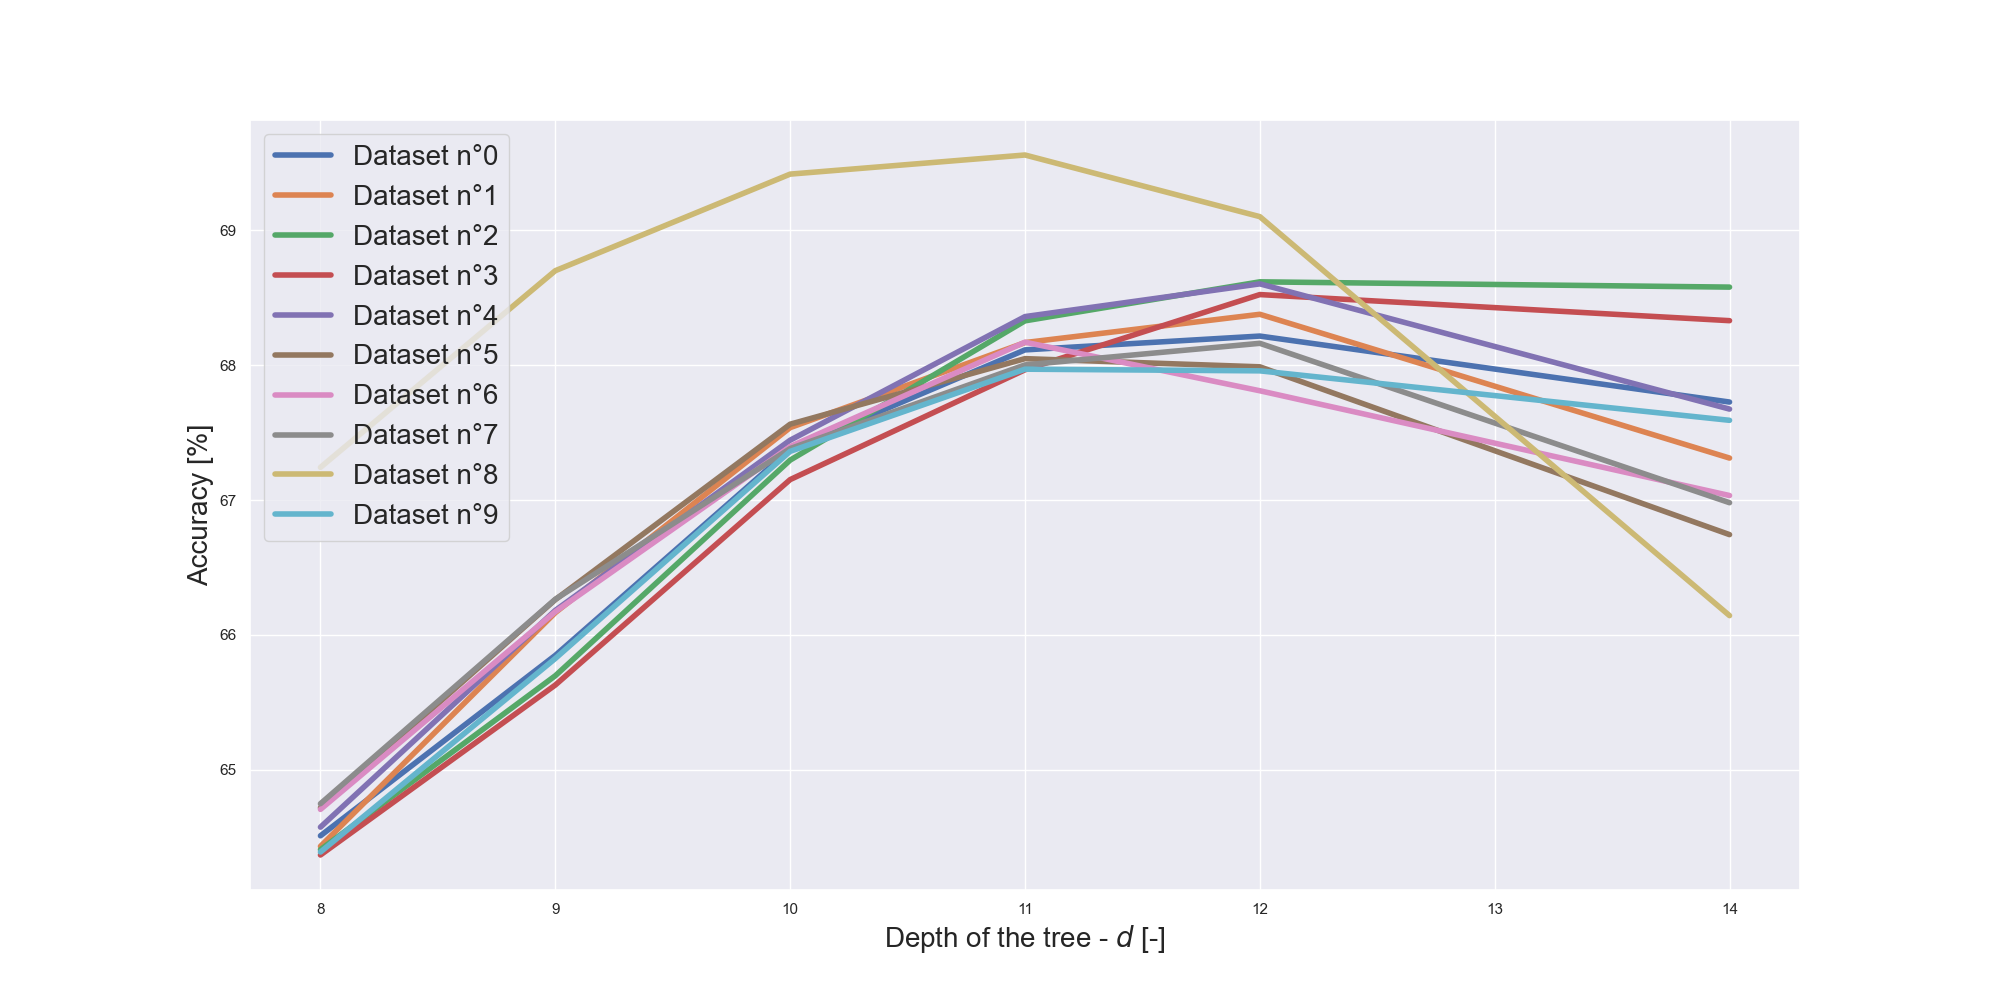 Dataset n°0
Dataset n°1
Dataset n°2
Dataset n°3
Dataset n°4
Dataset n°5
Dataset n°6
Dataset n°7
Dataset n°8
Dataset n°9
Accuracy [%]
69
68
67
66
65
8 9 10 11 12 13 14
Depth of the tree - d [-]